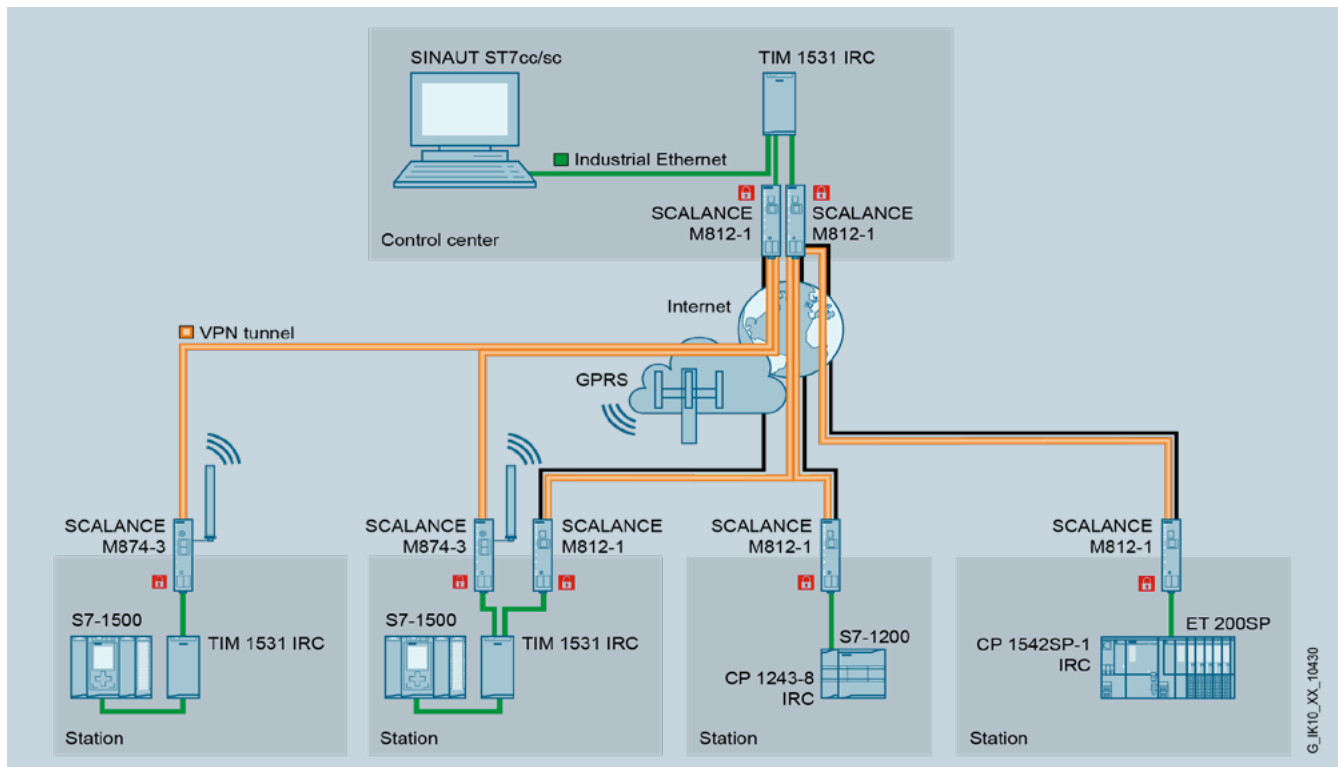 SINAUT ST7cc/sc
TIM 1531 IRC
Industrial Ethernet
SCALANCE
M812-1
SCALANCE
M812-1
Control center
Internet
VPN tunnel
GPRS
SCALANCE
M874-3
SCALANCE
M874-3
SCALANCE
M812-1
SCALANCE
M812-1
SCALANCE
M812-1
S7-1500
TIM 1531 IRC
Station
S7-1500
TIM 1531 IRC
Station
S7-1200
CP 1243-8
IRC
Station
ET 200SP
CP 1542SP-1
IRC
Station
G_IK10_XX_10430